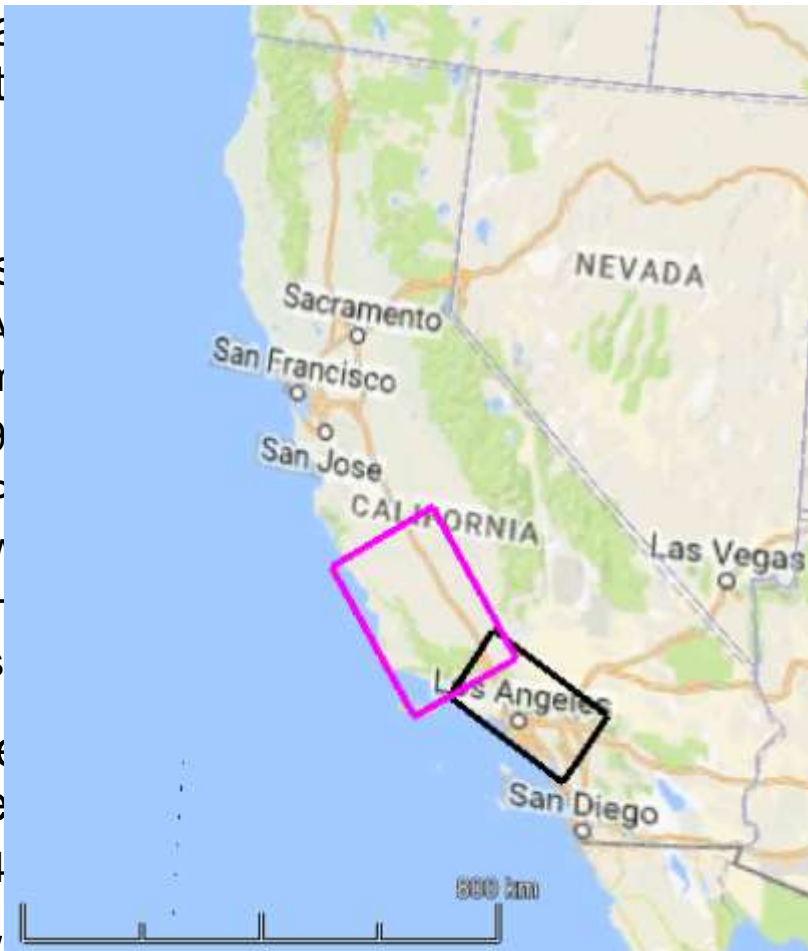 NEVADA
Sacramento
San Francisco
San Jose
CALIFORNIA
Las Vegas
Los Angeles
San Diego
800 km